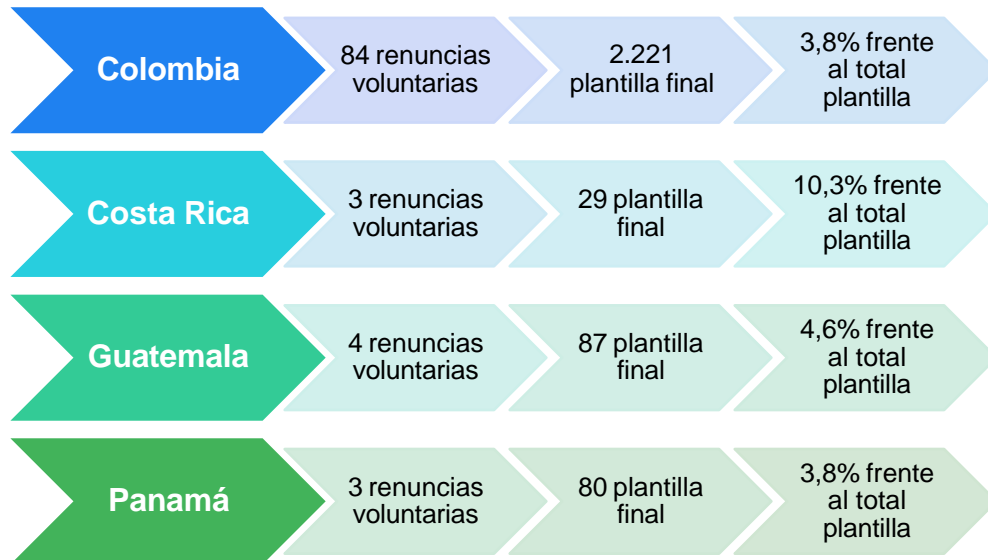 Colombia
84 renuncias
voluntarias
2.221
plantilla final
3,8% frente
al total
plantilla
Costa Rica
3 renuncias
voluntarias
29 plantilla
final
10,3% frente
al total
plantilla
Guatemala
4 renuncias
voluntarias
87 plantilla
final
4,6% frente
al total
plantilla
Panamá
3 renuncias
voluntarias
80 plantilla
final
3,8% frente
al total
plantilla